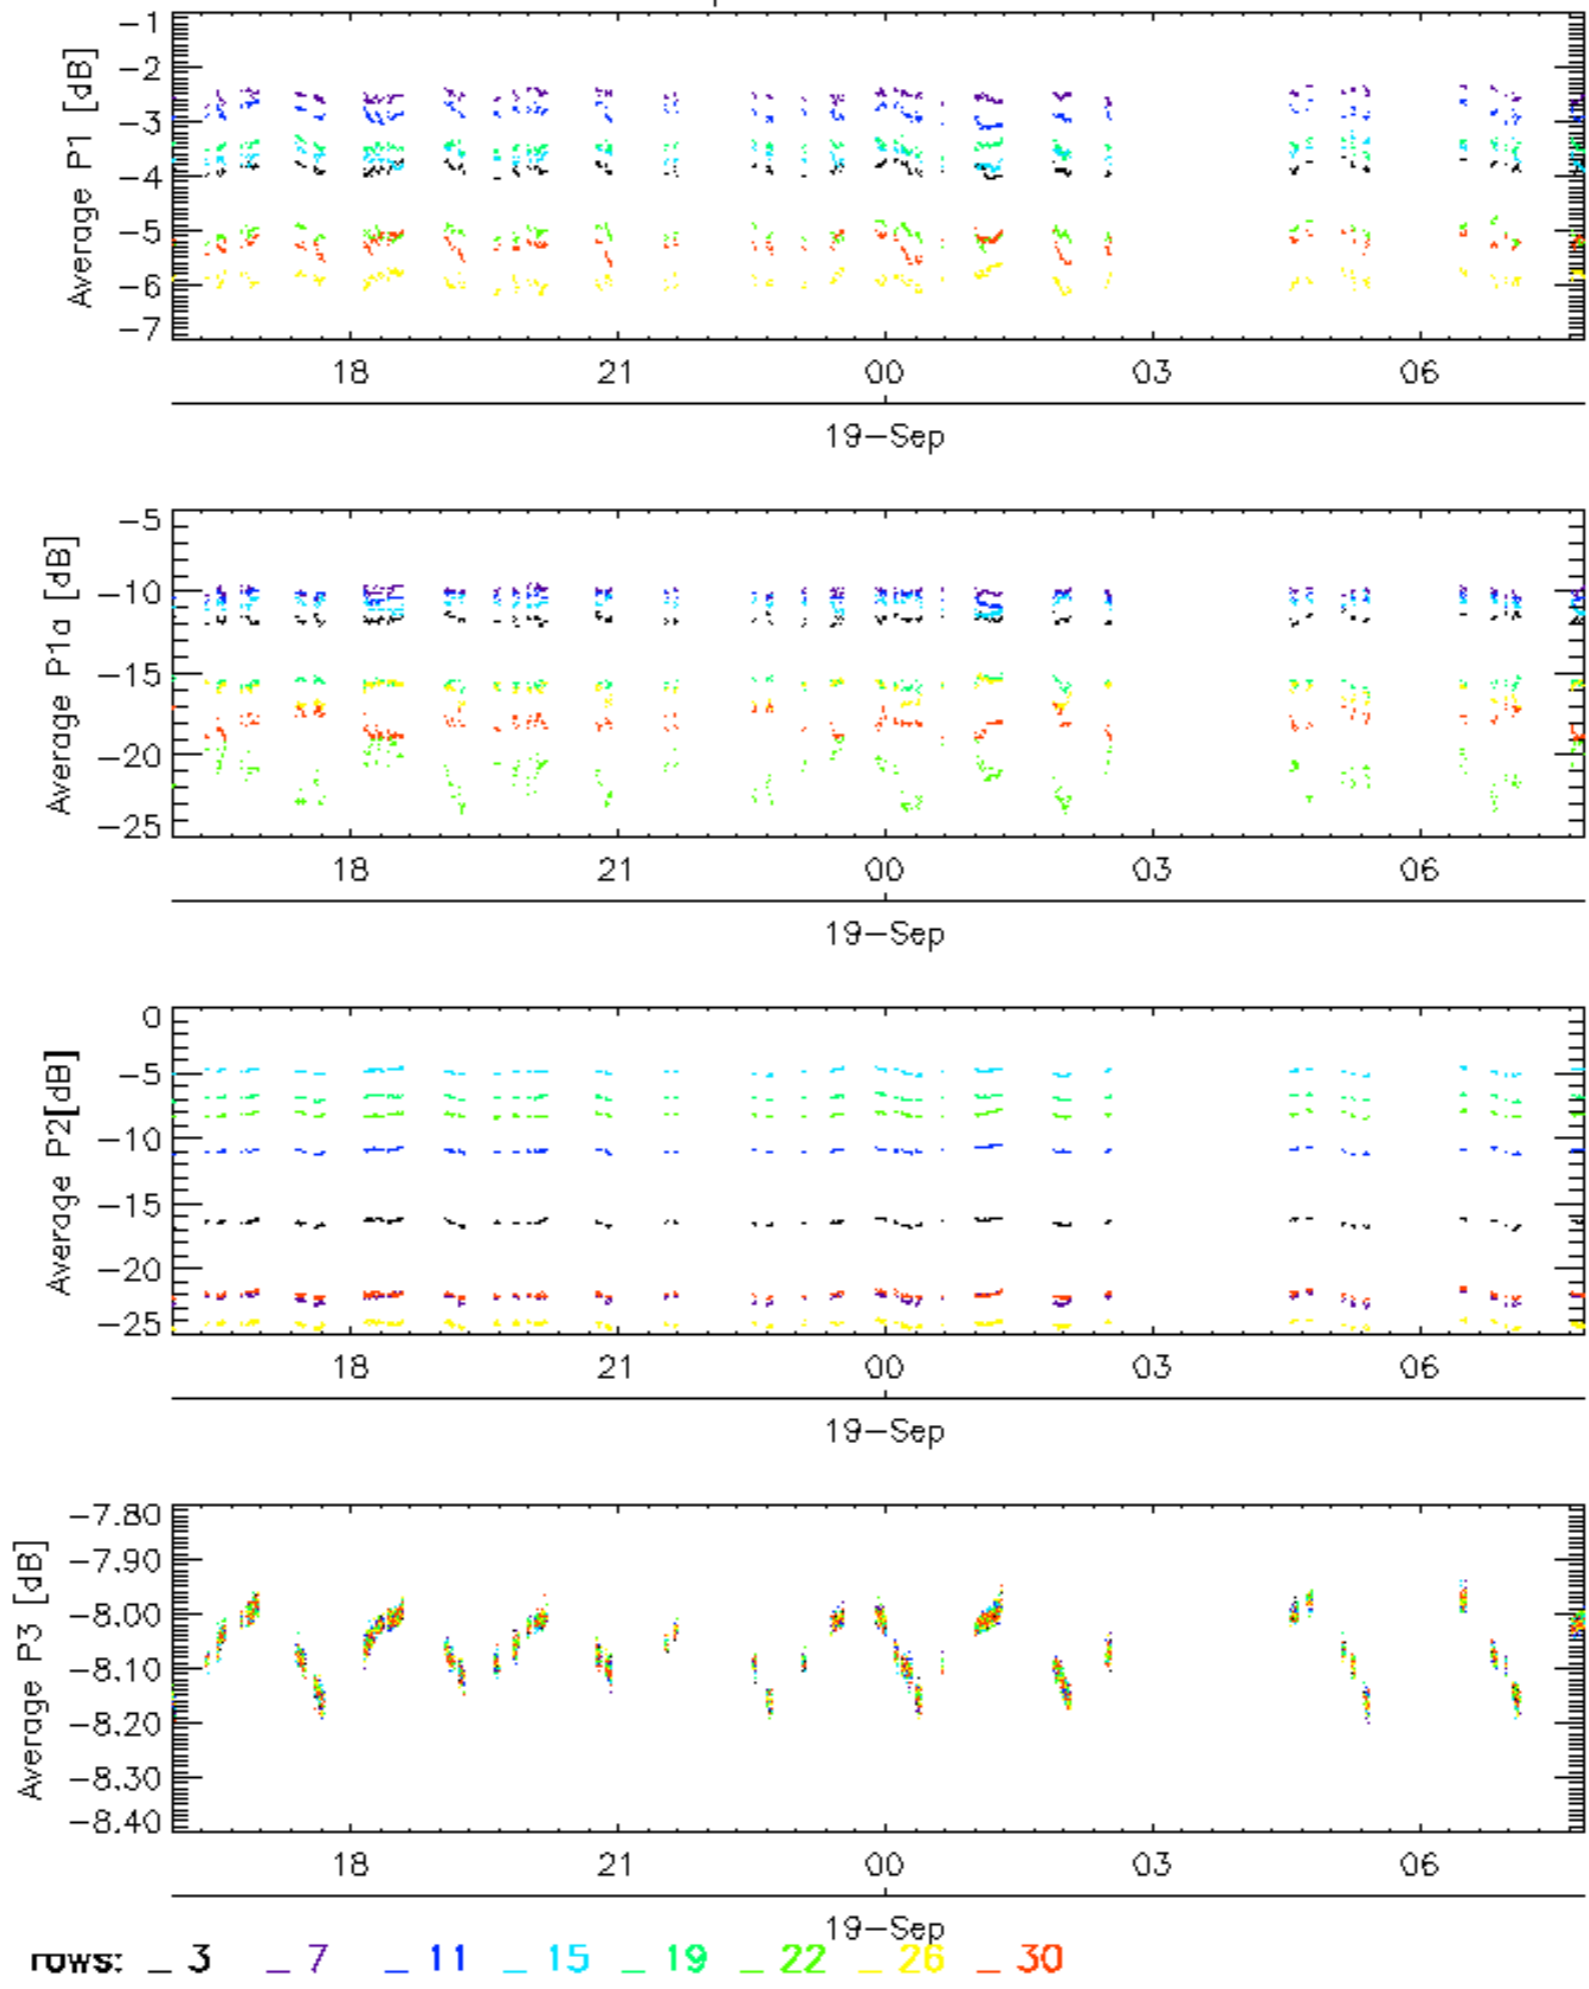 -1
-2
-3
-4
-5
-6
-7
Average P1 [dB]
18 21 00 03 06
19-Sep
-5
-10
-15
-20
-25
Average P1a [dB]
18 21 00 03 06
19-Sep
0
-5
-10
-15
-20
-25
Average P2[dB]
18 21 00 03 06
19-Sep
-7.80
-7.90
-8.00
-8.10
-8.20
-8.30
-8.40
Average P3 [dB]
18 21 00 03 06
19-Sep
rows: _ 3 _ 7 _ 11 _ 15 _ 19 _ 22 _ 26 _ 30